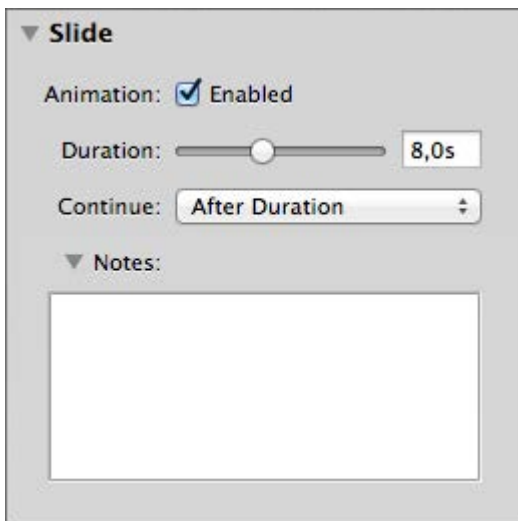 Slide
Animation: Enabled
Duration: 8,0s
Continue: After Duration
Notes: